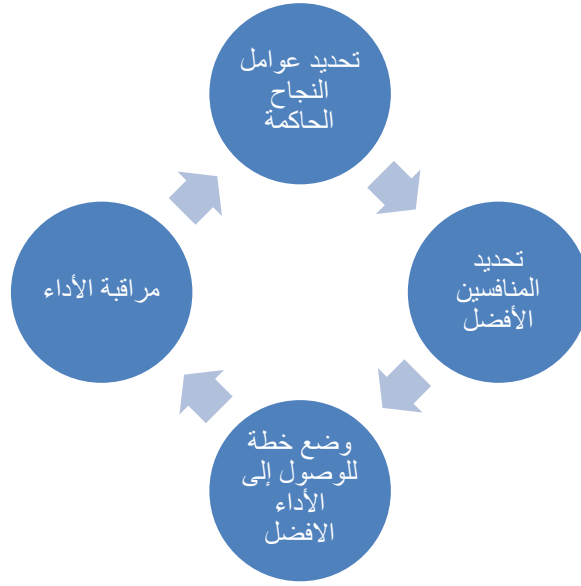 تحديد عوامل
النجاح
الحاكمة
تحديد
المنافسين
الأفضل
وضع خطة
للوصول إلى
الأداء
الافضل
مراقبة الأداء